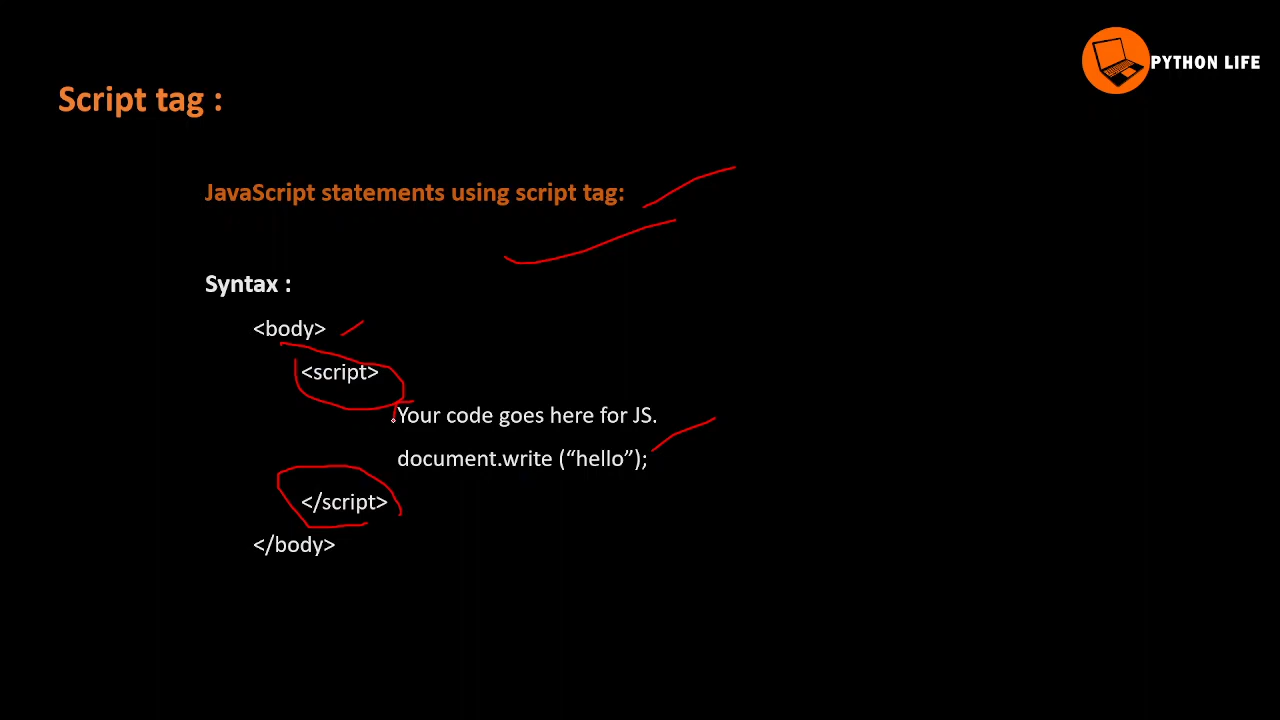 PYTHON LIFE
Script tag :
JavaScript statements using script tag:
Syntax :
<body>
<script>
Your code goes here for JS.
document.write (“hello”);
</script>
</body>